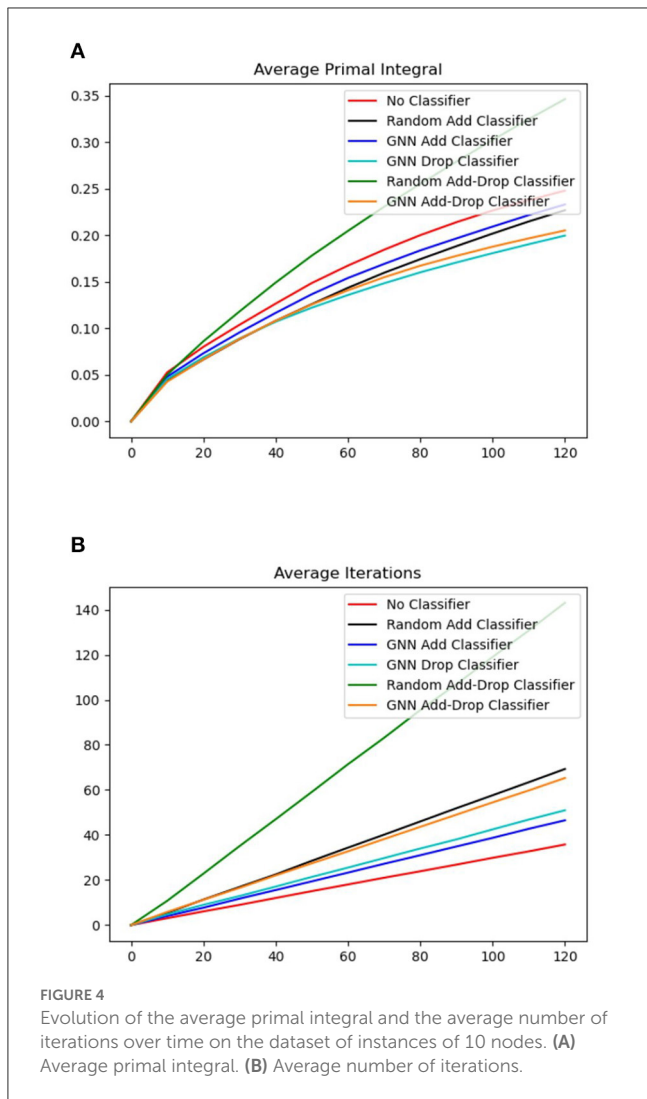 A
Average Primal Integral
0.35
0.30
0.25
0.20
0.15
0.10
0.05
0.00
No Classifier
Random Add Classifier
GNN Add Classifier
GNN Drop Classifier
Random Add-Drop Classifier
GNN Add-Drop Classifier
0 20 40 60 80 100 120
B
Average Iterations
140
120
100
80
60
40
20
0
No Classifier
Random Add Classifier
GNN Add Classifier
GNN Drop Classifier
Random Add-Drop Classifier
GNN Add-Drop Classifier
0 20 40 60 80 100 120
FIGURE 4
Evolution of the average primal integral and the average number of
iterations over time on the dataset of instances of 10 nodes. (A)
Average primal integral. (B) Average number of iterations.